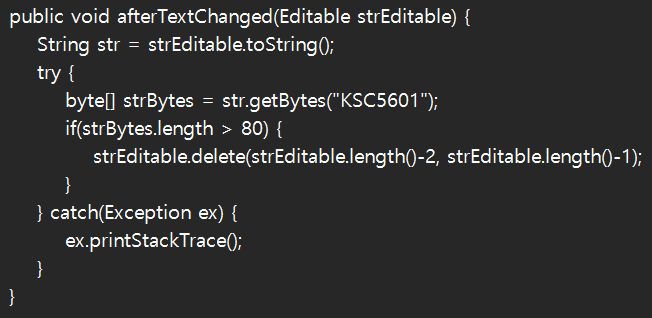 public void afterTextChanged(Editable strEditable) {
String str = strEditable.toString();
try {
byte[] strBytes = str.getBytes("KSC5601");
if(strBytes.length > 80) {
strEditable.delete(strEditable.length()-2, strEditable.length()-1);
}
} catch(Exception ex) {
ex.printStackTrace();
}
}